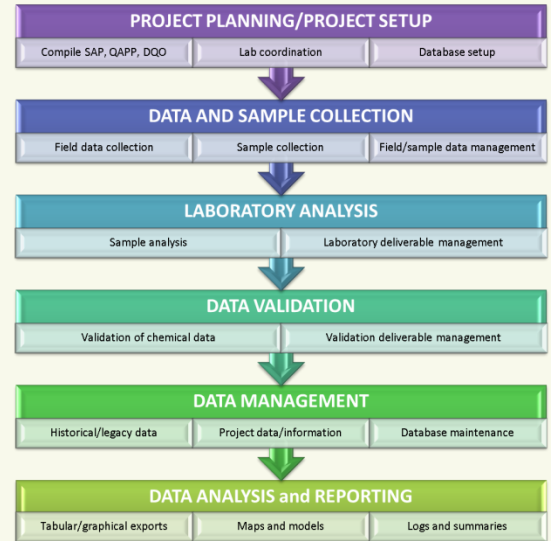 PROJECT PLANNING/PROJECT SETUP
Compile SAP, QAPP, DQO
Lab coordination
Database setup
DATA AND SAMPLE COLLECTION
Field data collection
Sample collection
Field/sample data management
LABORATORY ANALYSIS
Sample analysis
Laboratory deliverable management
DATA VALIDATION
Validation of chemical data
Validation deliverable management
DATA MANAGEMENT
Historical/legacy data
Project data/information
Database maintenance
DATA ANALYSIS and REPORTING
Tabular/graphical exports
Maps and models
Logs and summaries